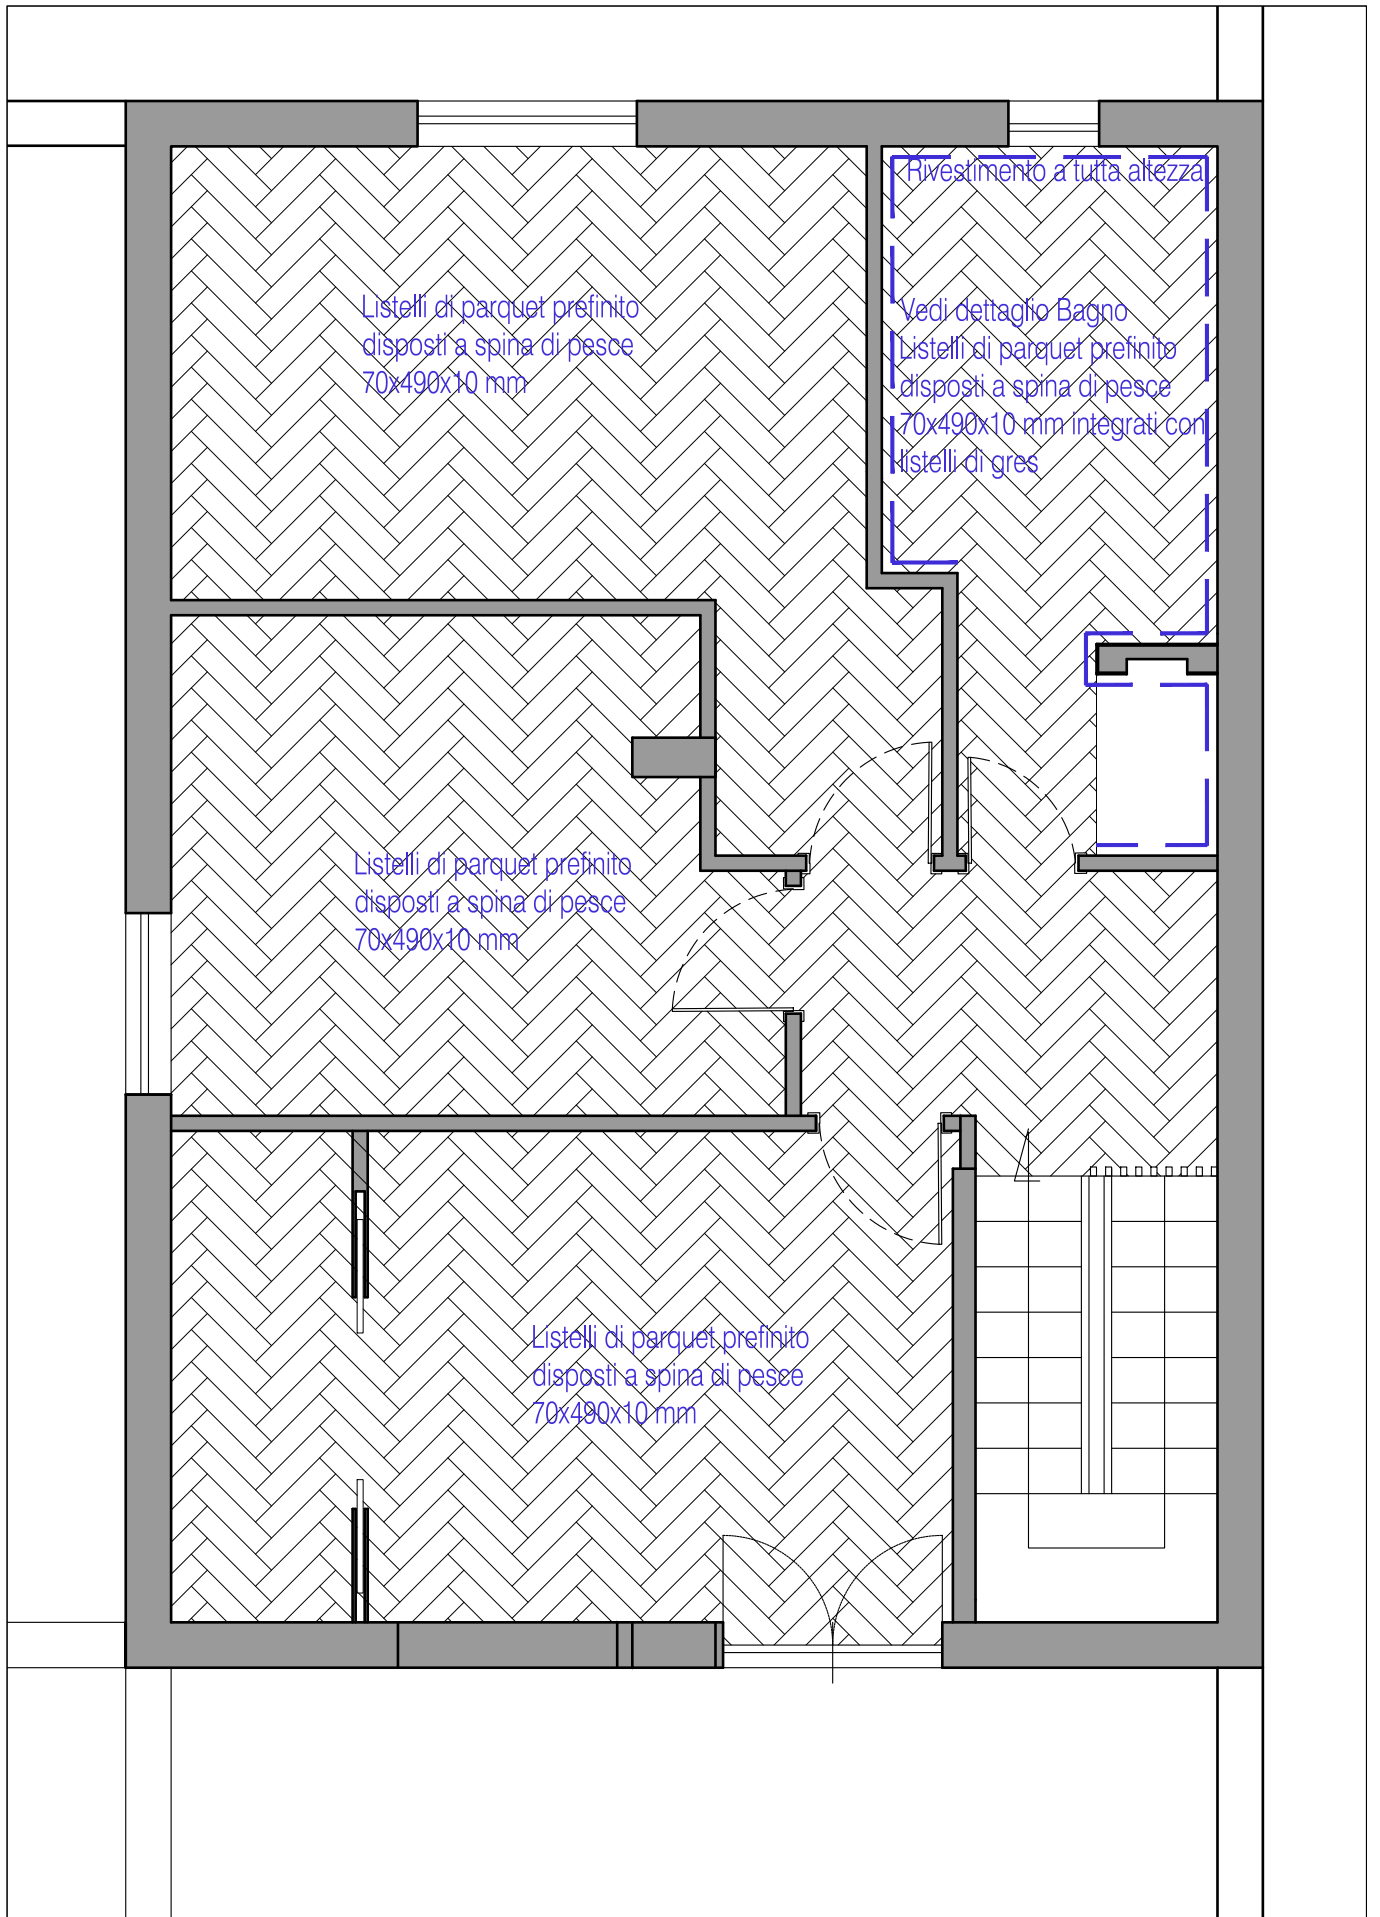 Rivestimento a tutta altezza
Listelli di parquet prefinito
disposti a spina di pesce
70x490x10 mm
Vedi dettaglio Bagno
Listelli di parquet prefinito
disposti a spina di pesce
70x490x10 mm integrati con
listelli di gres
Listelli di parquet prefinito
disposti a spina di pesce
70x490x10 mm
Listelli di parquet prefinito
disposti a spina di pesce
70x490x10 mm